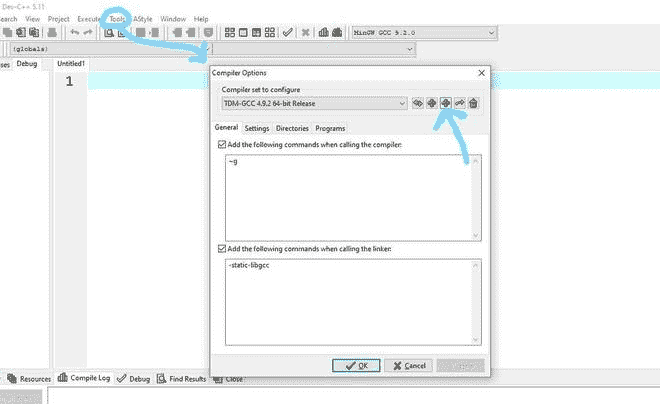 Dev-C++ 5.11
earch View Project Execute Tools AStyle Window Help
MinGW GCC 9.2.0
(globals)
ses Debug Untitled1
1
Compiler Options
Compiler set to configure
TDM-GCC 4.9.2 64-bit Release
General Settings Directories Programs
Add the following commands when calling the compiler:
~g
Add the following commands when calling the linker:
-static-libgcc
OK Cancel
Resources Compile Log Debug Find Results Close